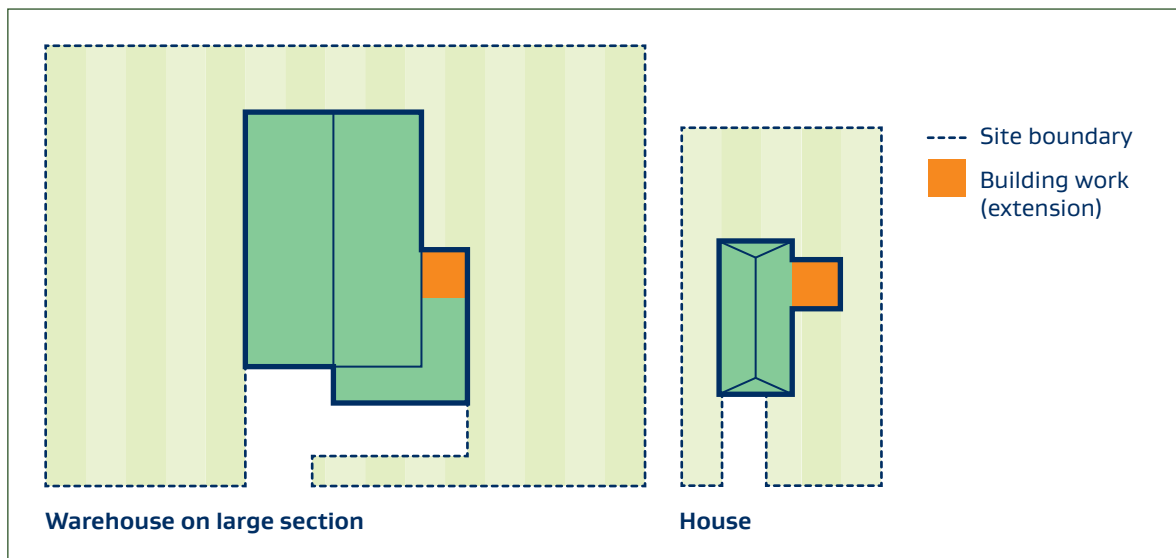 Site boundary
Building work
(extension)
Warehouse on large section
House